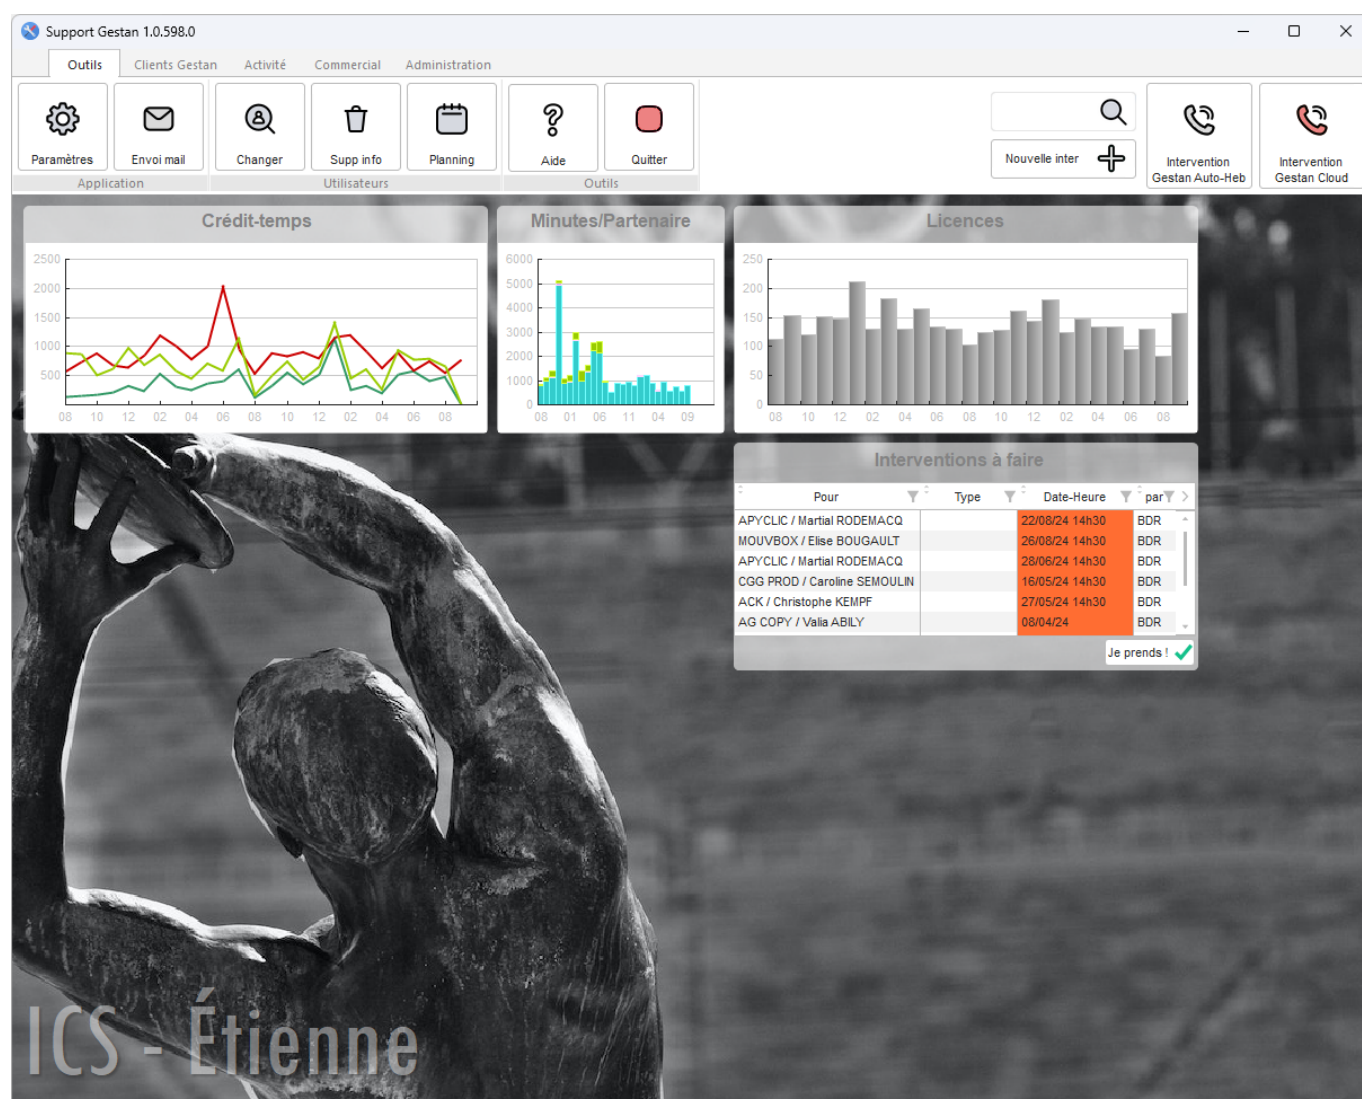 Support Gestan 1.0.598.0
Outils Clients Gestan Activité Commercial Administration
Paramètres Envoi mail Changer Supp info Planning Aide Quitter
Application Utilisateurs Outils
Nouvelle inter
Intervention
Gestan Auto-Heb
Intervention
Gestan Cloud
Crédit-temps
2500
2000
1500
1000
500
08 10 12 02 04 06 08 10 12 02 04 06 08
Minutes/Partenaire
6000
5000
4000
3000
2000
1000
0
08 01 06 11 04 09
Licences
250
200
150
100
50
0
08 10 12 02 04 06 08 10 12 02 04 06 08
Interventions à faire
Pour Type Date-Heure par
APYCLIC / Martial RODEMACQ 22/08/24 14h30 BDR
MOUVBOX / Elise BOUGAULT 26/08/24 14h30 BDR
APYCLIC / Martial RODEMACQ 28/06/24 14h30 BDR
CGG PROD / Caroline SEMOULIN 16/05/24 14h30 BDR
ACK / Christophe KEMPF 27/05/24 14h30 BDR
AG COPY / Valia ABILY 08/04/24 BDR
Je prends !
ICS - Étienne